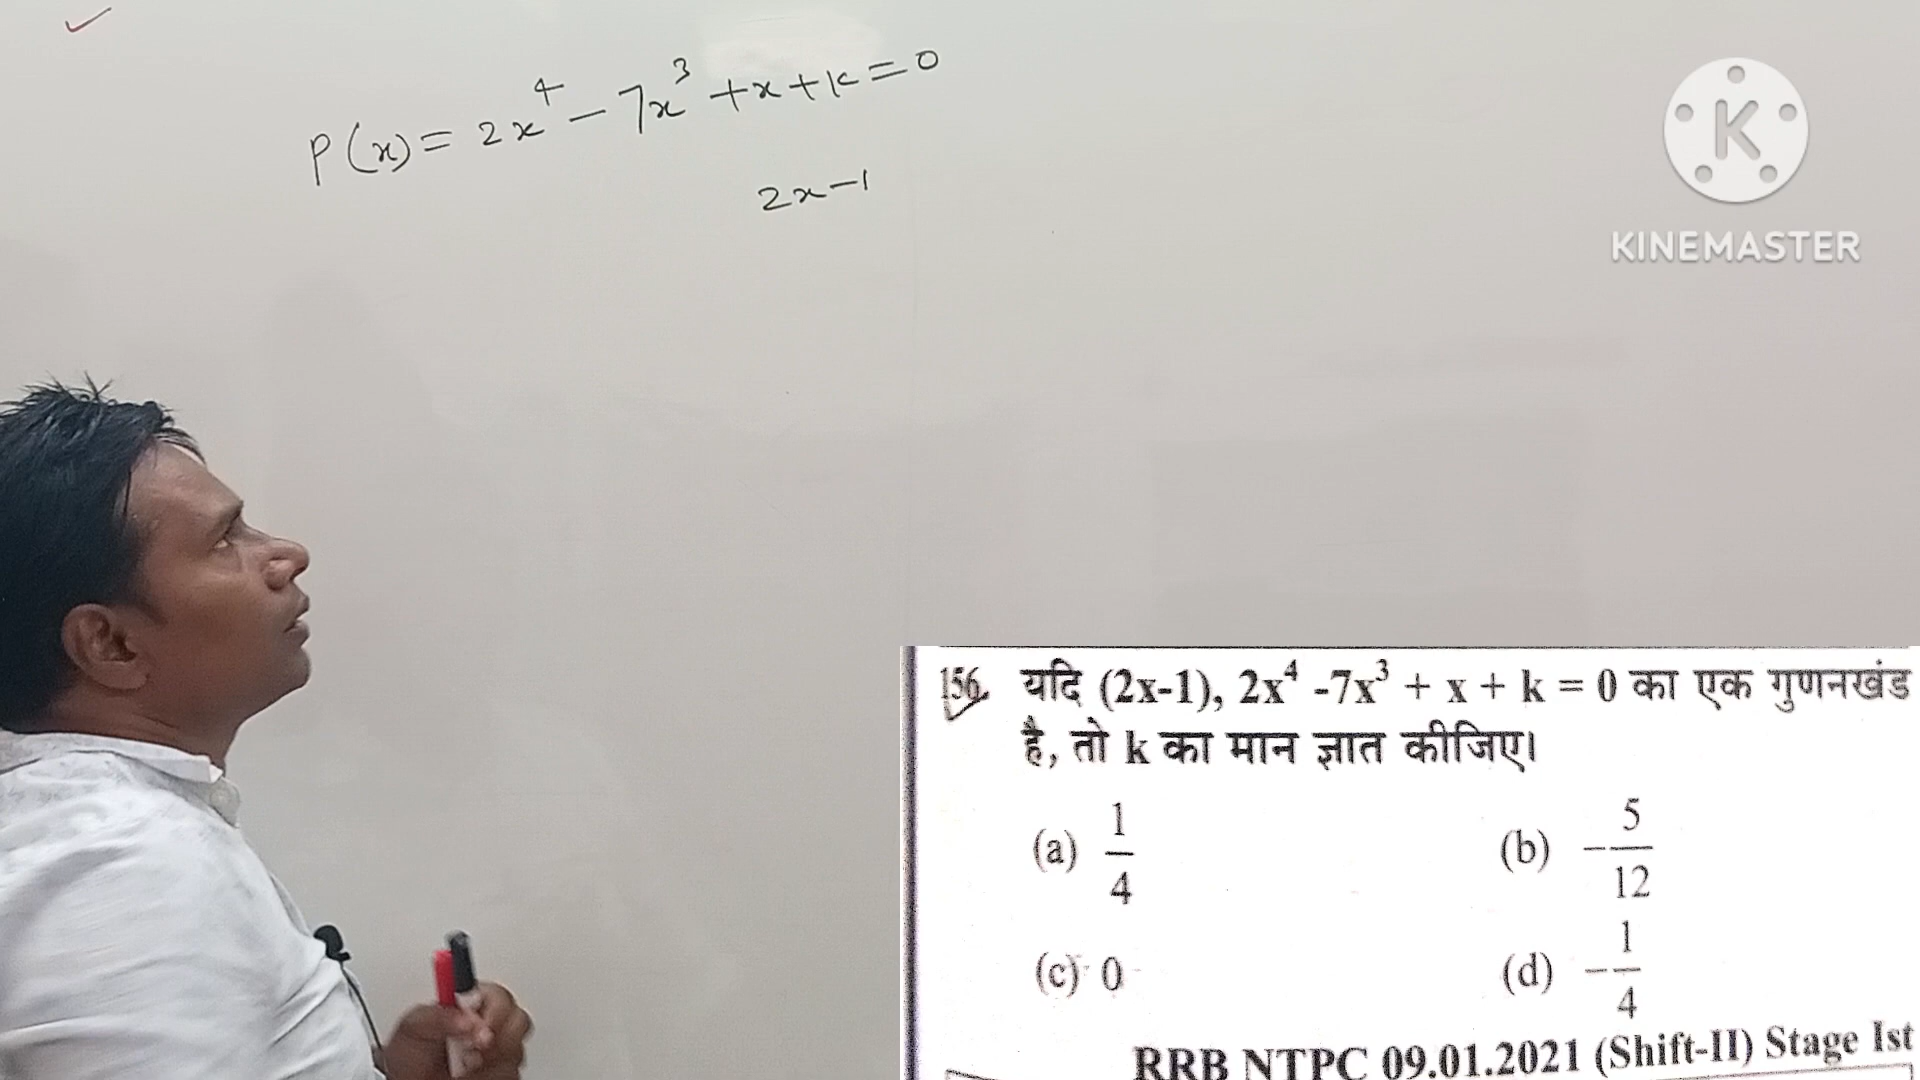 P(x) = 2x⁴ - 7x³ + x + k = 0
2x-1
KINEMASTER
156. यदि (2x-1), 2x⁴ -7x³ + x + k = 0 का एक गुणनखंड
है, तो k का मान ज्ञात कीजिए।
(a) 1/4 (b) -5/12
(c) 0 (d) -1/4
RRB NTPC 09.01.2021 (Shift-II) Stage Ist